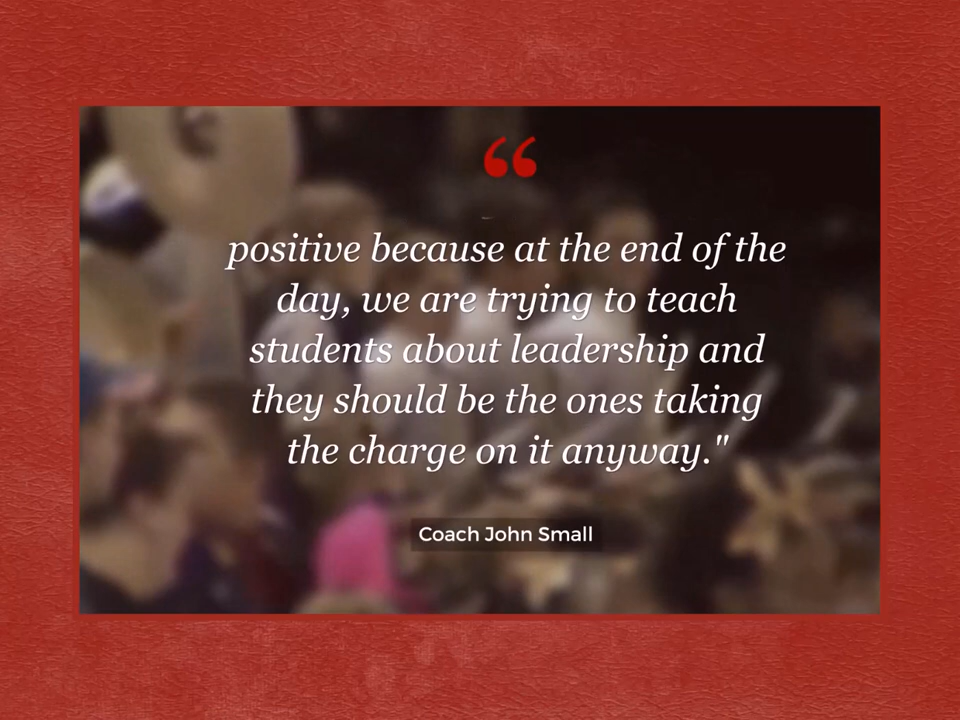 “
positive because at the end of the
day, we are trying to teach
students about leadership and
they should be the ones taking
the charge on it anyway."
Coach John Small